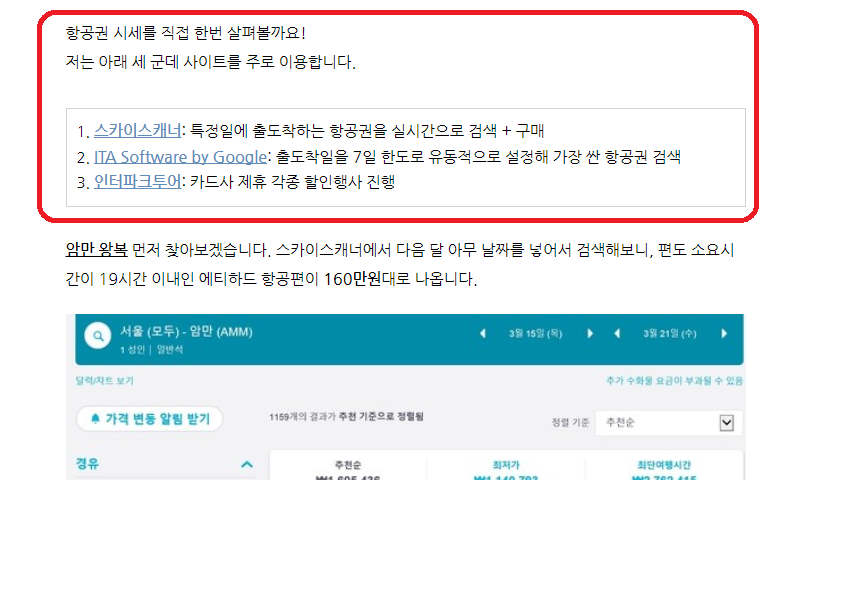 항공권 시세를 직접 한번 살펴볼까요!
저는 아래 세 군데 사이트를 주로 이용합니다.
1. 스카이스캐너: 특정일에 출도착하는 항공권을 실시간으로 검색 + 구매
2. ITA Software by Google: 출도착일을 7일 한도로 유동적으로 설정해 가장 싼 항공권 검색
3. 인터파크투어: 카드사 제휴 각종 할인행사 진행
암만 왕복 먼저 찾아보겠습니다. 스카이스캐너에서 다음 달 아무 날짜를 넣어서 검색해보니, 편도 소요시
간이 19시간 이내인 에티하드 항공편이 160만원대로 나옵니다.
서울 (모두) - 암만 (AMM) 3월 15일 (목) 3월 21일 (수)
1 성인 | 일반석
달력/차트 보기 추가 수화물 요금이 부과될 수 있음
가격 변동 알림 받기 1159개의 결과가 추천 기준으로 정렬됨 정렬 기준 추천순
경유 추천순 최저가 최단여행시간